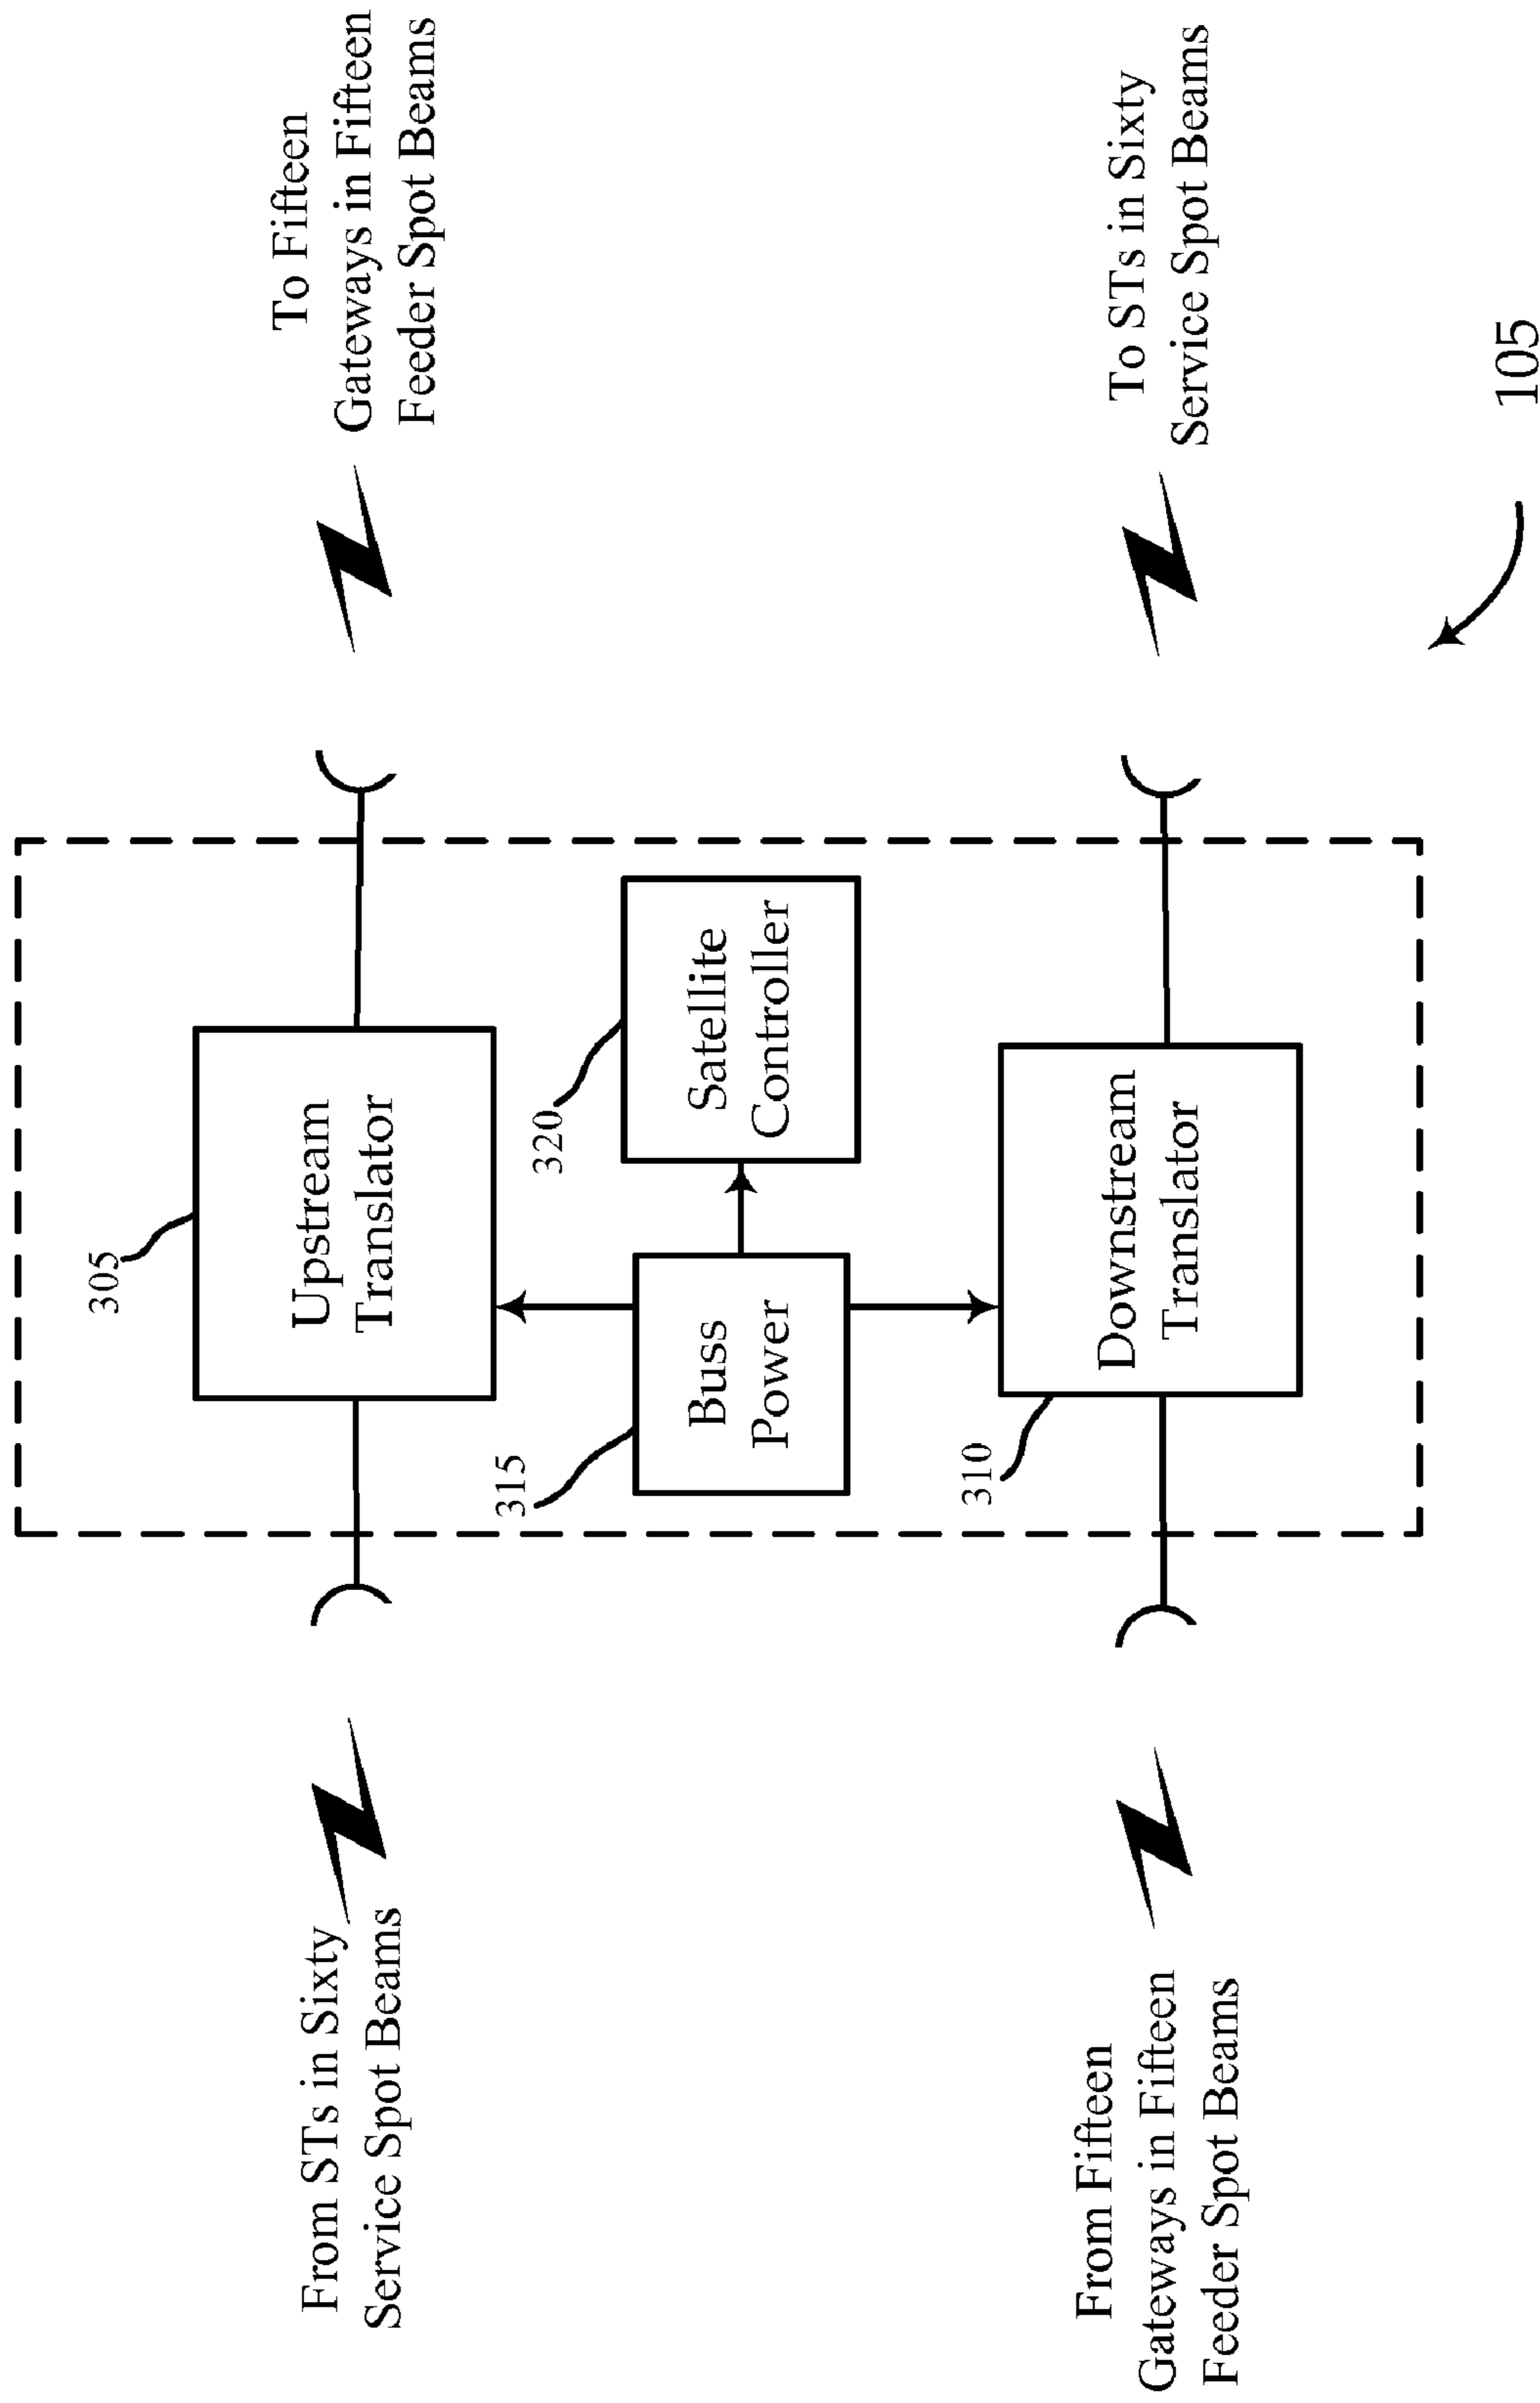 305
Upstream
Translator
From STs in Sixty
Service Spot Beams
To Fifteen
Gateways in Fifteen
Feeder Spot Beams
315
Buss
Power
320
Satellite
Controller
310
Downstream
Translator
From Fifteen
Gateways in Fifteen
Feeder Spot Beams
To STs in Sixty
Service Spot Beams
105